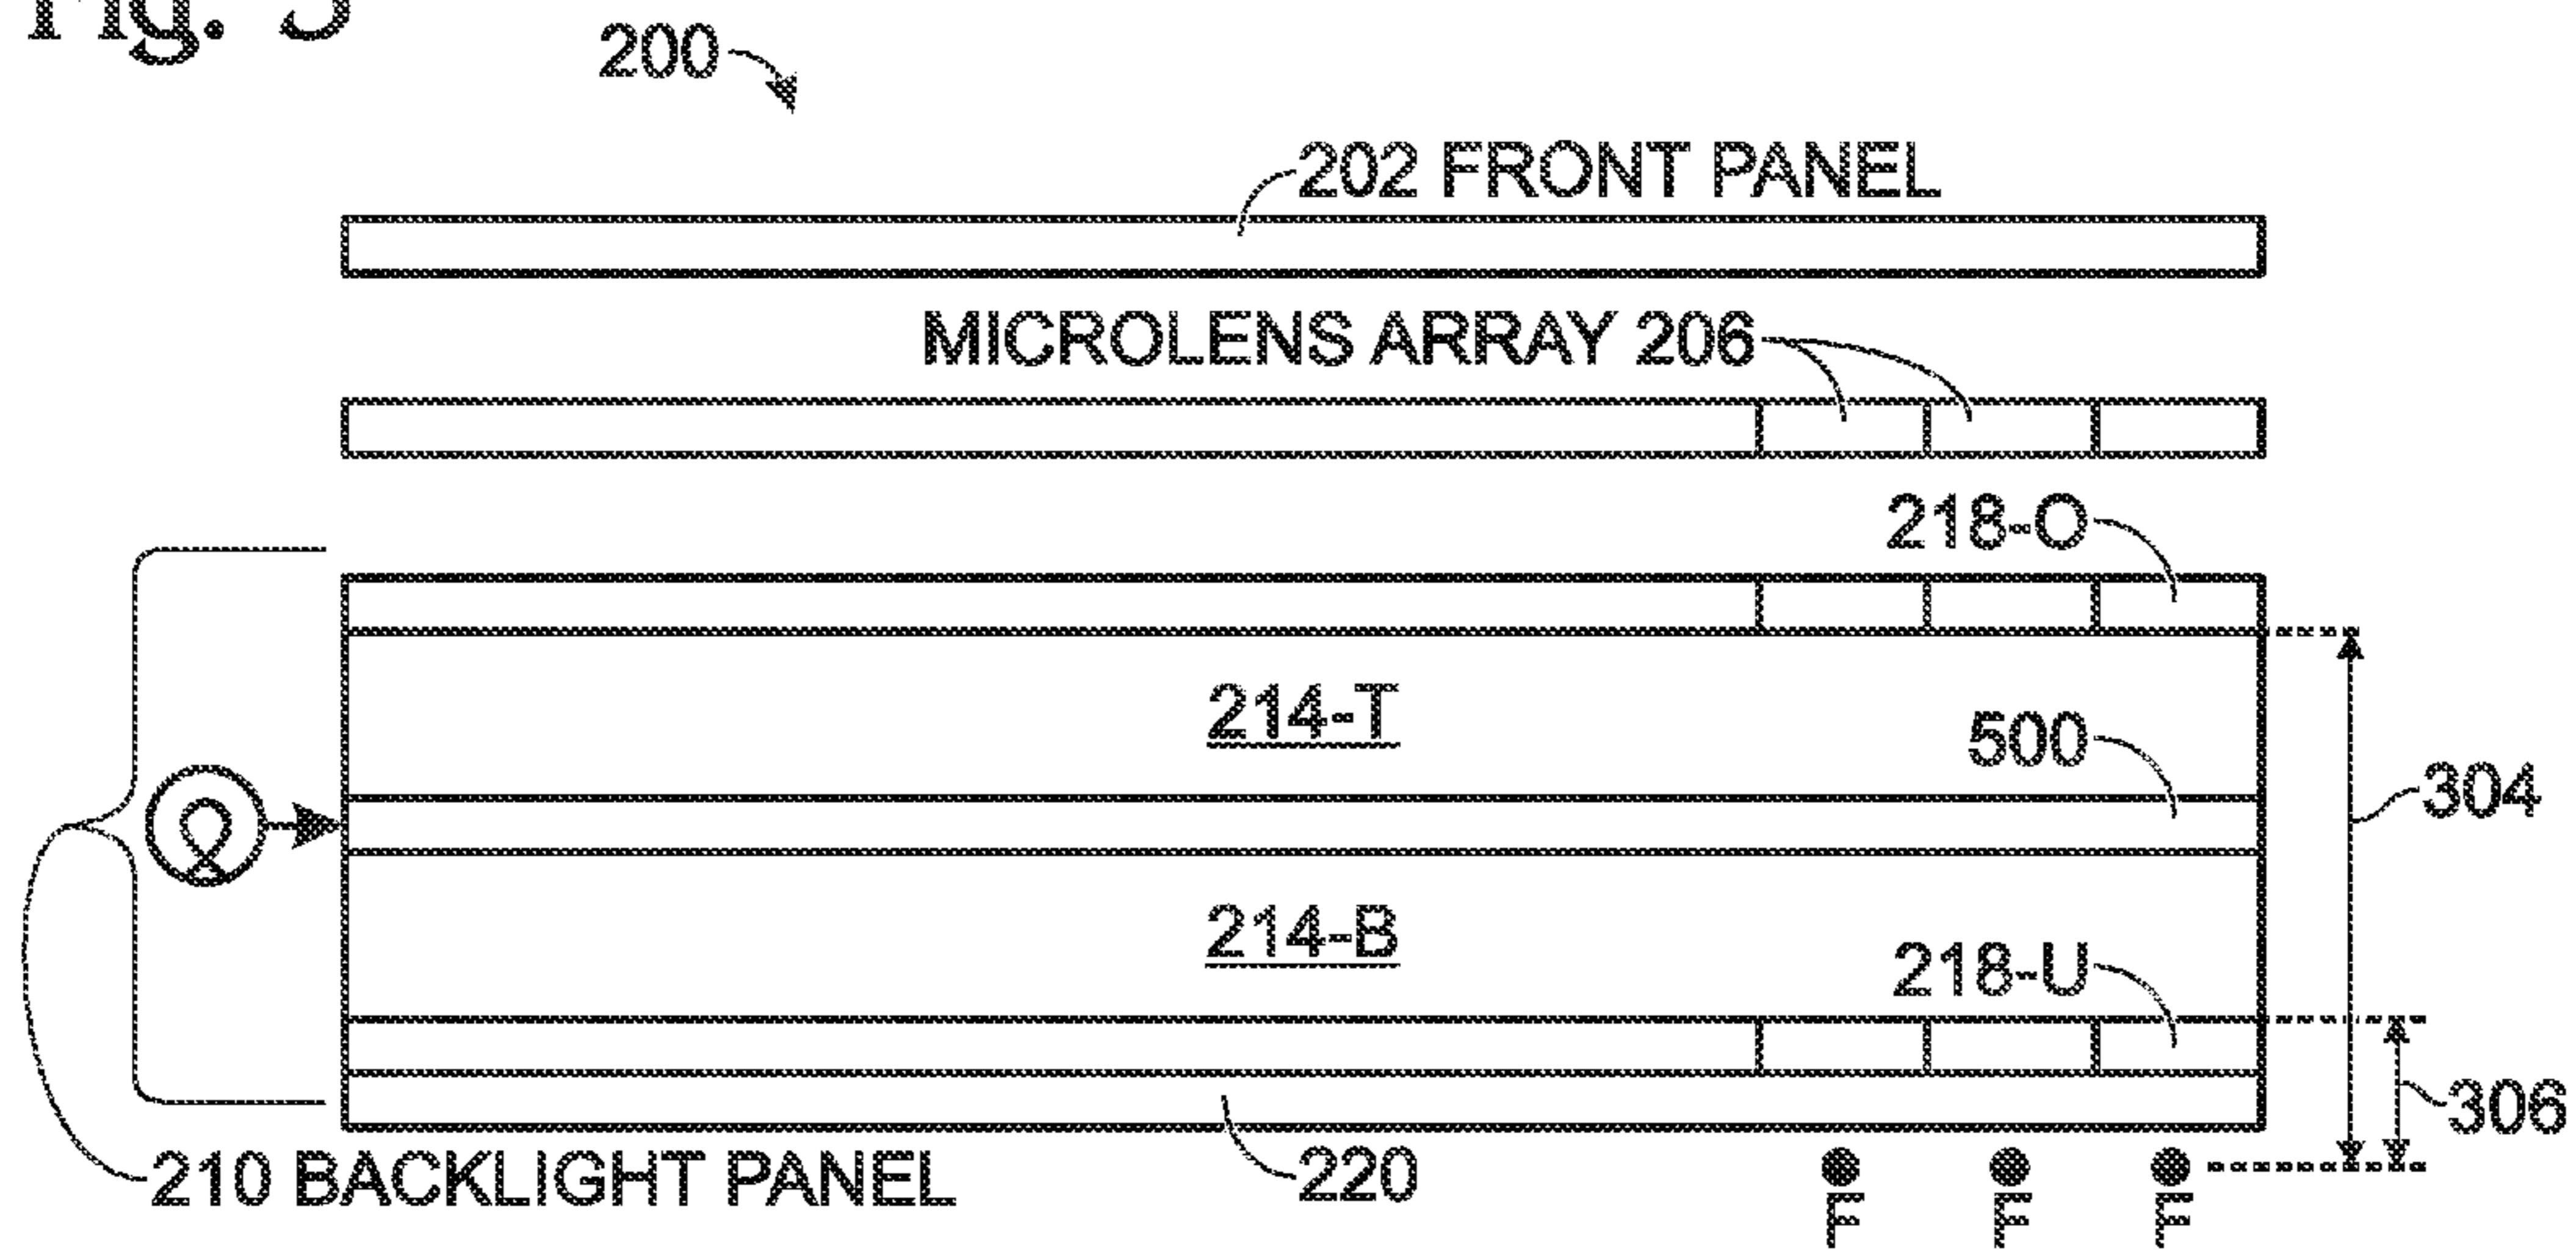 Fig. 5
200
202 FRONT PANEL
MICROLENS ARRAY 206
218-O
214-T
500
304
214-B
218-U
306
210 BACKLIGHT PANEL
220
F F F